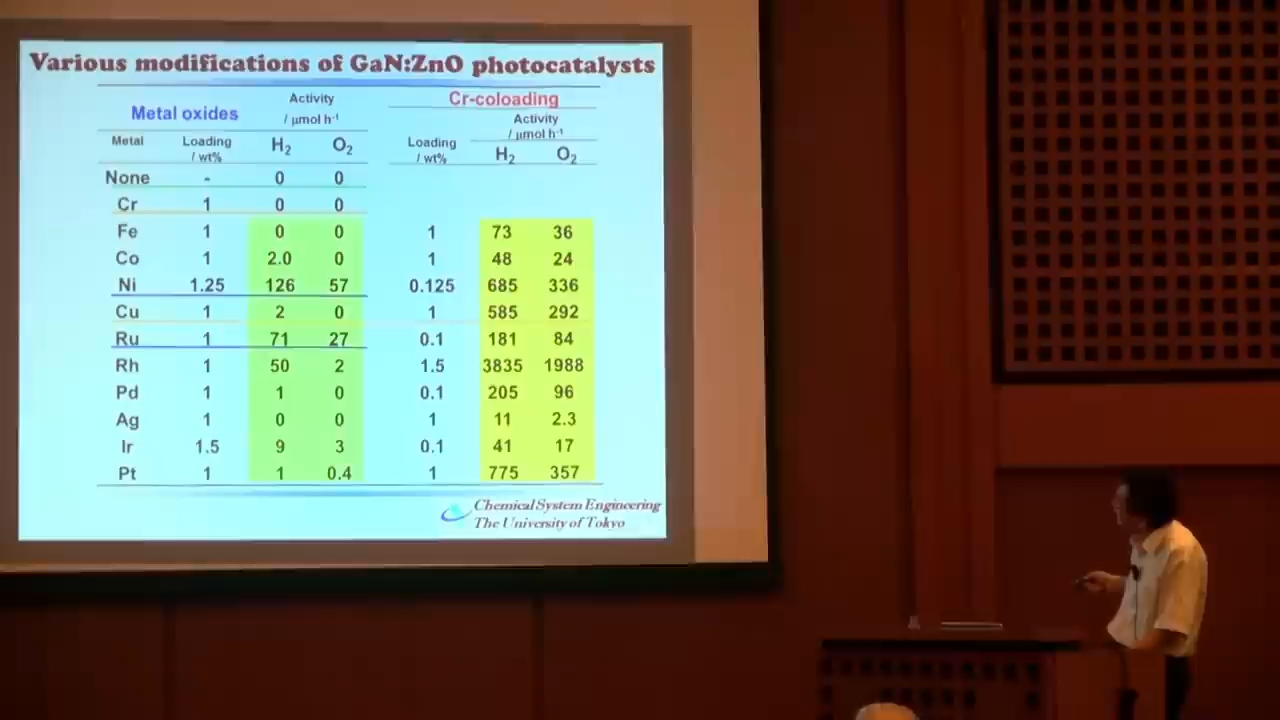 Various modifications of GaN:ZnO photocatalysts
Metal oxides Activity / μmol h⁻¹ Cr-coloading Activity / μmol h⁻¹
Metal Loading / wt% H₂ O₂ Loading / wt% H₂ O₂
None - 0 0
Cr 1 0 0
Fe 1 0 0 1 73 36
Co 1 2.0 0 1 48 24
Ni 1.25 126 57 0.125 685 336
Cu 1 2 0 1 585 292
Ru 1 71 27 0.1 181 84
Rh 1 50 2 1.5 3835 1988
Pd 1 1 0 0.1 205 96
Ag 1 0 0 1 11 2.3
Ir 1.5 9 3 0.1 41 17
Pt 1 1 0.4 1 775 357
Chemical System Engineering
The University of Tokyo